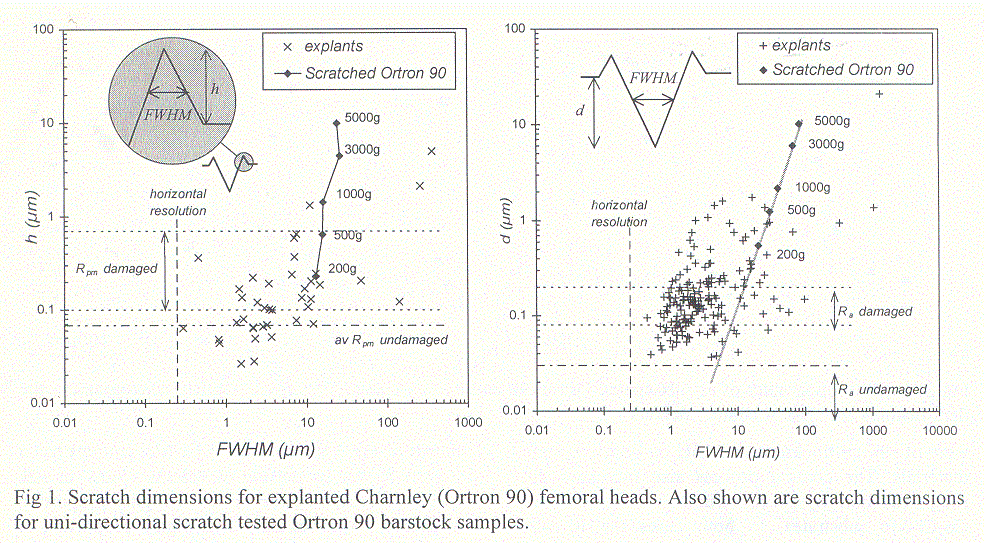 100
10
1
0.1
0.01
h (µm)
0.01 0.1 1 10 100 1000
FWHM (µm)
explants
Scratched Ortron 90
h
FWHM
horizontal
resolution
5000g
3000g
1000g
500g
200g
R pm damaged
av R pm undamaged
100
10
1
0.1
0.01
d (µm)
0.01 0.1 1 10 100 1000 10000
FWHM (µm)
explants
Scratched Ortron 90
FWHM
d
horizontal
resolution
5000g
3000g
1000g
500g
200g
R a damaged
R a undamaged
Fig 1. Scratch dimensions for explanted Charnley (Ortron 90) femoral heads. Also shown are scratch dimensions
for uni-directional scratch tested Ortron 90 barstock samples.